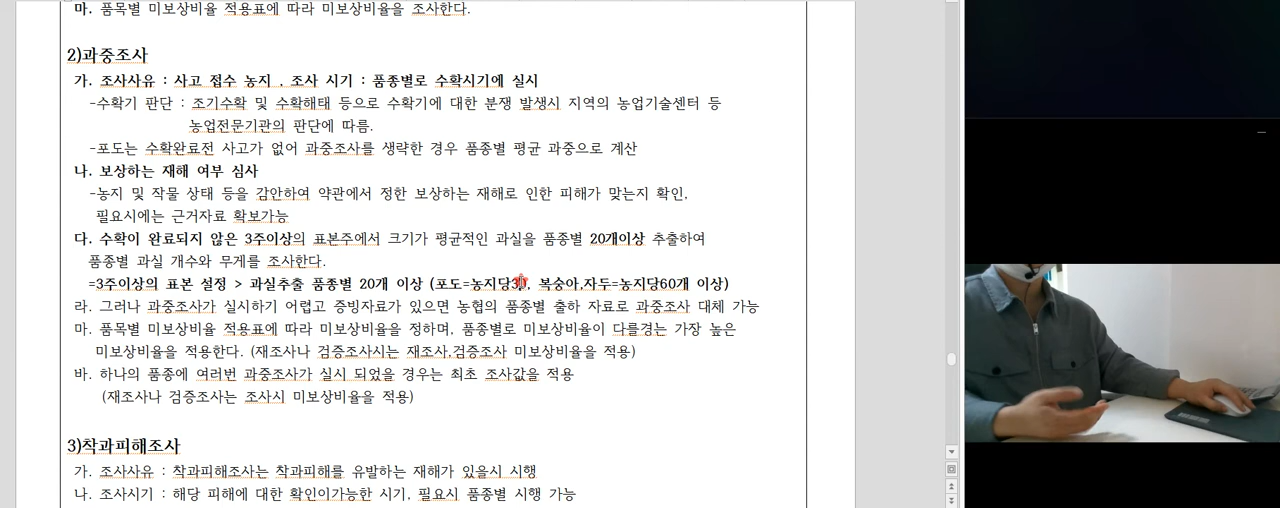 마. 품목별 미보상비율 적용표에 따라 미보상비율을 조사한다.
2)과중조사
가. 조사사유 : 사고 접수 농지 . 조사 시기 : 품종별로 수확시기에 실시
-수확기 판단 : 조기수확 및 수확해태 등으로 수확기에 대한 분쟁 발생시 지역의 농업기술센터 등
농업전문기관의 판단에 따름.
-포도는 수확완료전 사고가 없어 과중조사를 생략한 경우 품종별 평균 과중으로 계산
나. 보상하는 재해 여부 심사
-농지 및 작물 상태 등을 감안하여 약관에서 정한 보상하는 재해로 인한 피해가 맞는지 확인,
필요시에는 근거자료 확보가능
다. 수확이 완료되지 않은 3주이상의 표본주에서 크기가 평균적인 과실을 품종별 20개이상 추출하여
품종별 과실 개수와 무게를 조사한다.
=3주이상의 표본 설정 > 과실추출 품종별 20개 이상 (포도=농지당 복숭아,자두=농지당60개 이상)
라. 그러나 과중조사가 실시하기 어렵고 증빙자료가 있으면 농협의 품종별 출하 자료로 과중조사 대체 가능
마. 품목별 미보상비율 적용표에 따라 미보상비율을 정하며, 품종별로 미보상비율이 다를경는 가장 높은
미보상비율을 적용한다. (재조사나 검증조사시는 재조사,검증조사 미보상비율을 적용)
바. 하나의 품종에 여러번 과중조사가 실시 되었을 경우는 최초 조사값을 적용
(재조사나 검증조사는 조사시 미보상비율을 적용)
3)착과피해조사
가. 조사사유 : 착과피해조사는 착과피해를 유발하는 재해가 있을시 시행
나. 조사시기 : 해당 피해에 대한 확인이가능한 시기, 필요시 품종별 시행 가능